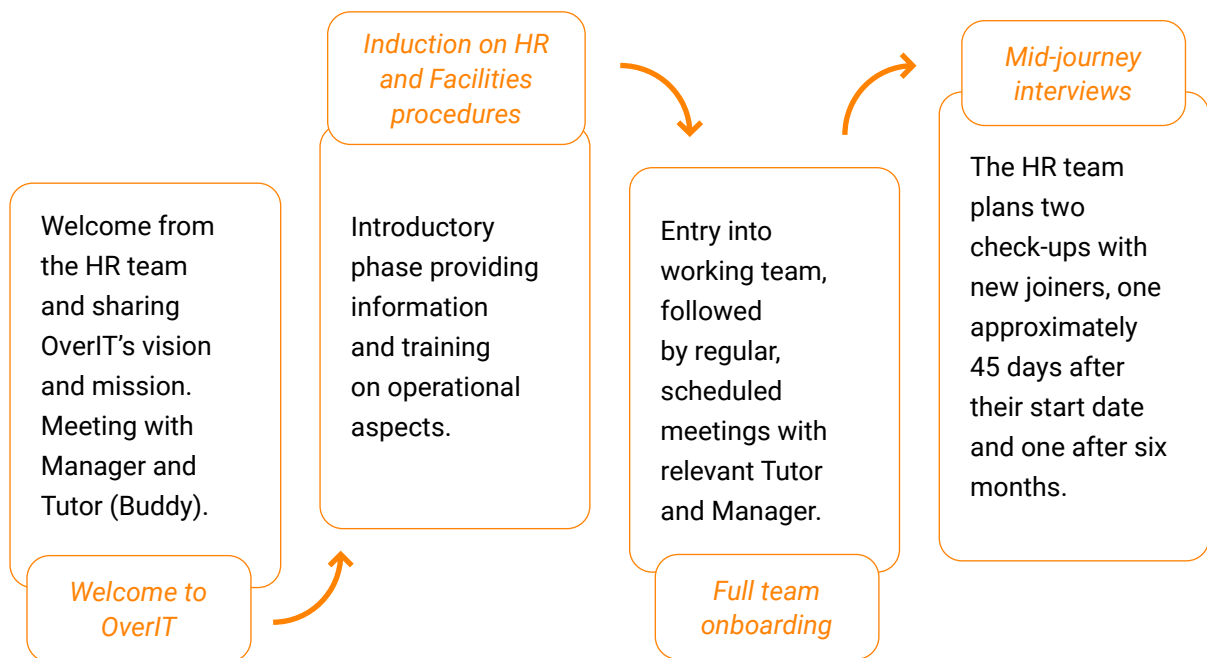 Welcome from
the HR team
and sharing
OverIT’s vision
and mission.
Meeting with
Manager and
Tutor (Buddy).
Welcome to
OverIT
Induction on HR
and Facilities
procedures
Introductory
phase providing
information
and training
on operational
aspects.
Entry into
working team,
followed
by regular,
scheduled
meetings with
relevant Tutor
and Manager.
Full team
onboarding
Mid-journey
interviews
The HR team
plans two
check-ups with
new joiners, one
approximately
45 days after
their start date
and one after six
months.